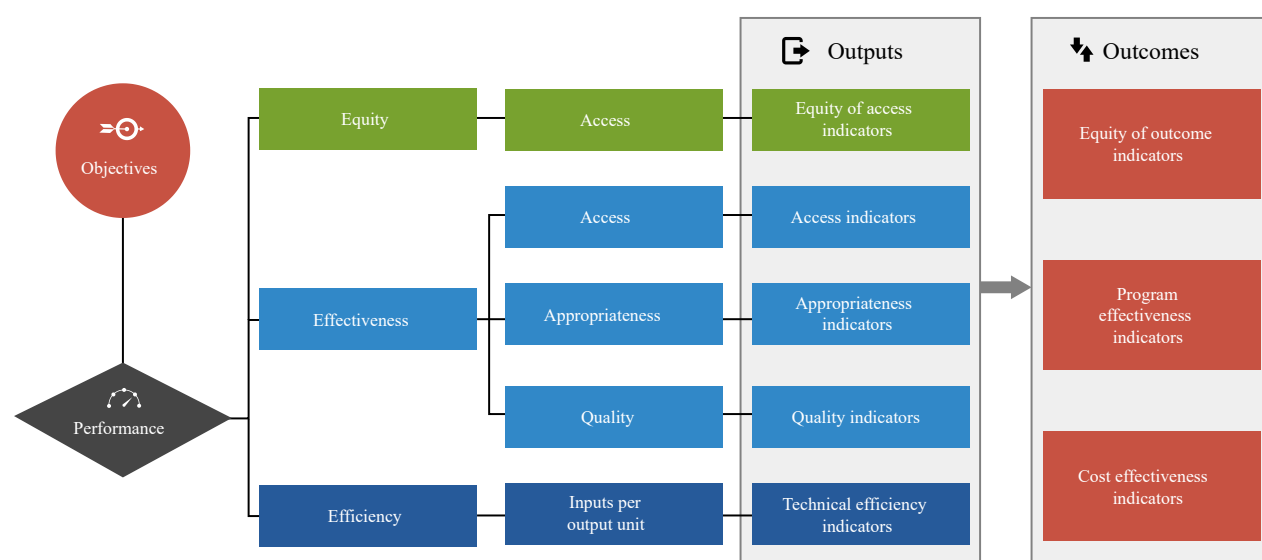 Outputs
Outcomes
Objectives
Equity
Access
Equity of access
indicators
Equity of outcome
indicators
Access
Access indicators
Effectiveness
Appropriateness
Appropriateness
indicators
Program
effectiveness
indicators
Performance
Quality
Quality indicators
Efficiency
Inputs per
output unit
Technical efficiency
indicators
Cost effectiveness
indicators